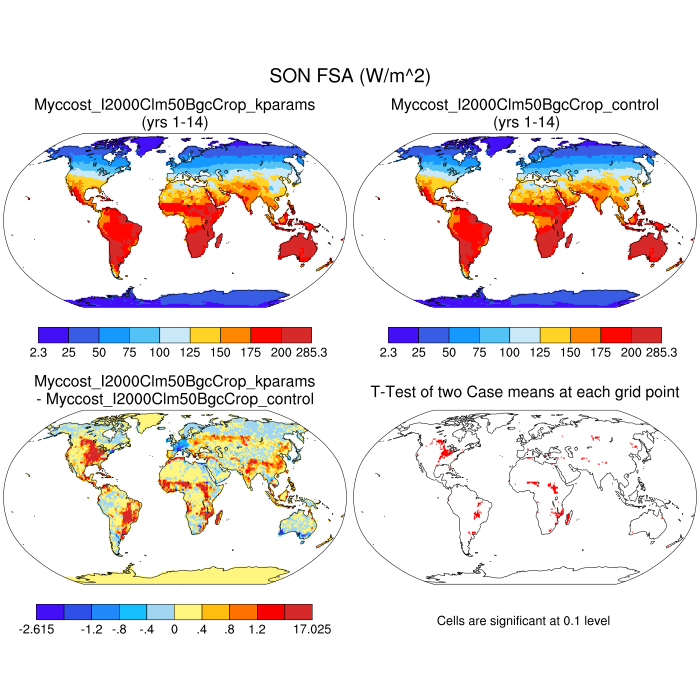 SON FSA (W/m^2)
Myccost_I2000Clm50BgcCrop_kparams
(yrs 1-14)
Myccost_I2000Clm50BgcCrop_control
(yrs 1-14)
2.3 25 50 75 100 125 150 175 200 285.3
2.3 25 50 75 100 125 150 175 200 285.3
Myccost_I2000Clm50BgcCrop_kparams
- Myccost_I2000Clm50BgcCrop_control
T-Test of two Case means at each grid point
-2.615 -1.2 -.8 -.4 0 .4 .8 1.2 17.025
Cells are significant at 0.1 level